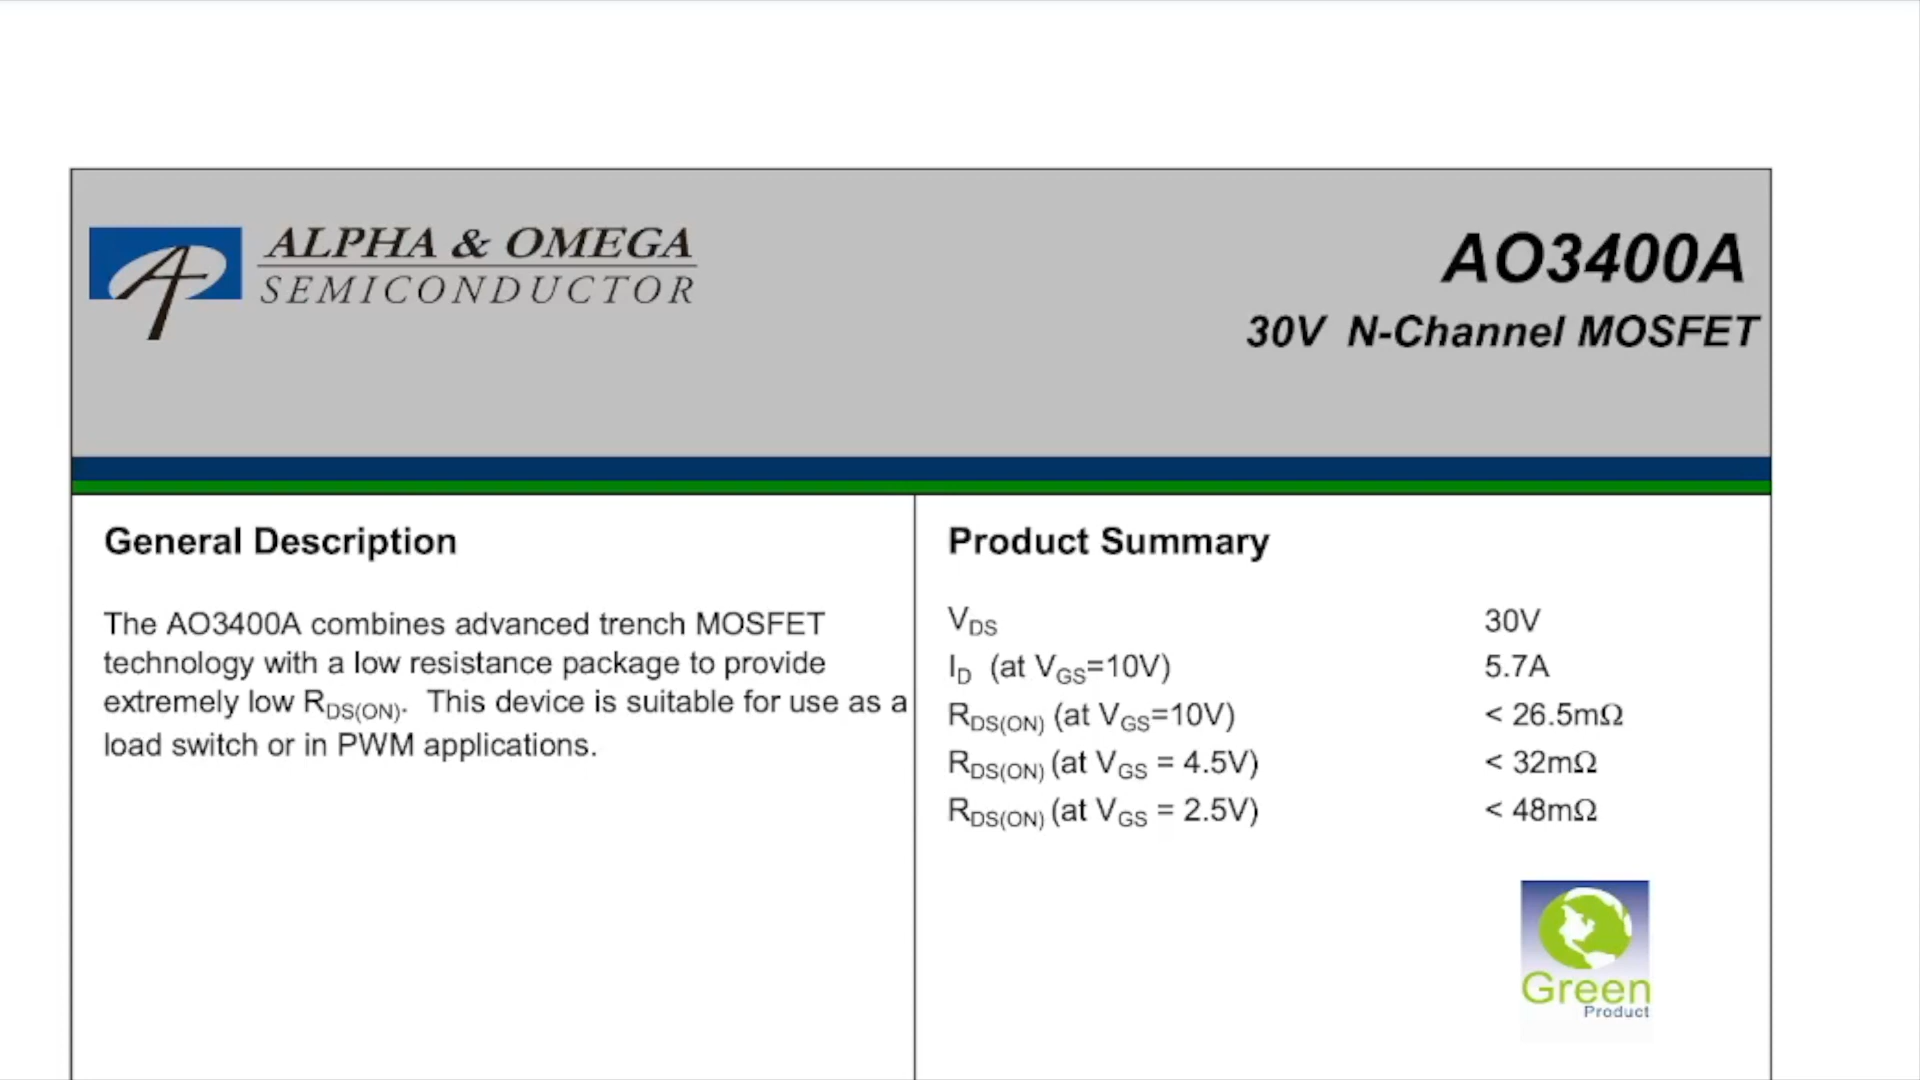 ALPHA & OMEGA
SEMICONDUCTOR
AO3400A
30V N-Channel MOSFET
General Description
The AO3400A combines advanced trench MOSFET
technology with a low resistance package to provide
extremely low RDS(ON). This device is suitable for use as a
load switch or in PWM applications.
Product Summary
VDS 30V
ID (at VGS=10V) 5.7A
RDS(ON) (at VGS=10V) < 26.5mΩ
RDS(ON) (at VGS = 4.5V) < 32mΩ
RDS(ON) (at VGS = 2.5V) < 48mΩ
Green
Product